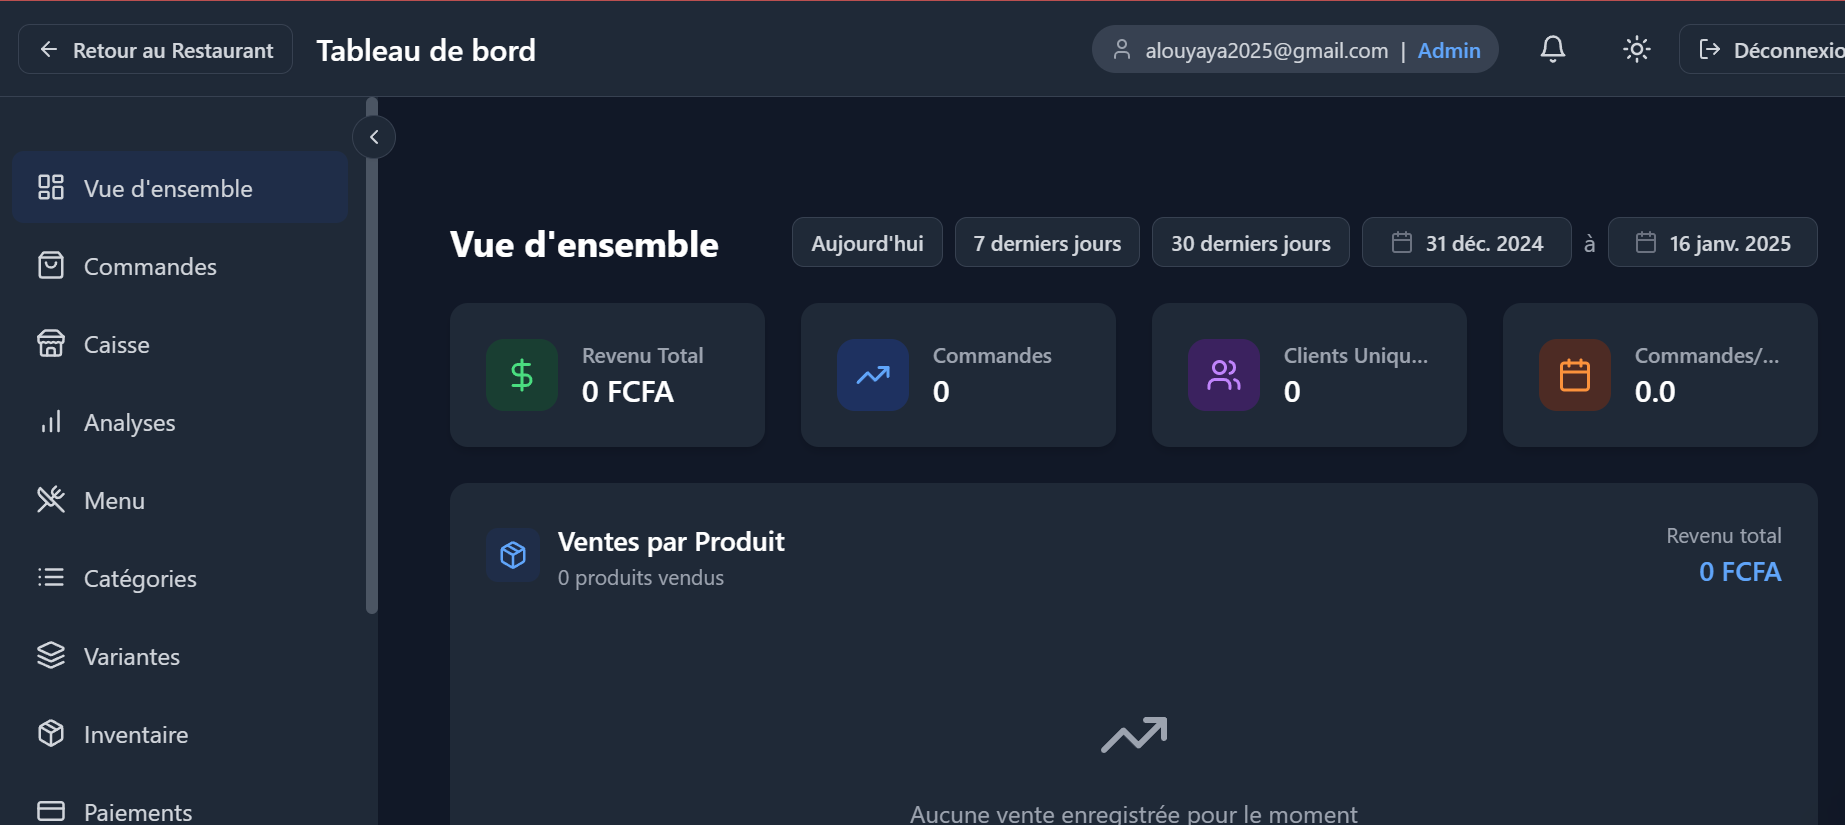 Retour au Restaurant
Tableau de bord
alouyaya2025@gmail.com | Admin
Déconnexio
Vue d'ensemble
Commandes
Caisse
Analyses
Menu
Catégories
Variantes
Inventaire
Paiements
Vue d'ensemble
Aujourd'hui
7 derniers jours
30 derniers jours
31 déc. 2024
à
16 janv. 2025
Revenu Total
0 FCFA
Commandes
0
Clients Uniqu...
0
Commandes/...
0.0
Ventes par Produit
0 produits vendus
Revenu total
0 FCFA
Aucune vente enregistrée pour le moment